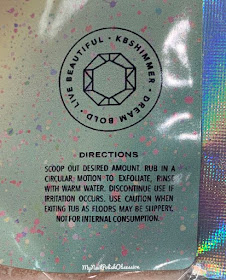 LIVE BEAUTIFUL • KBSHIMMER • DREAM BOLD •
DIRECTIONS
SCOOP OUT DESIRED AMOUNT. RUB IN A
CIRCULAR MOTION TO EXFOLIATE, RINSE
WITH WARM WATER. DISCONTINUE USE IF
IRRITATION OCCURS. USE CAUTION WHEN
EXITING TUB AS FLOORS MAY BE SLIPPERY.
NOT FOR INTERNAL CONSUMPTION.
MyNailPolishObsession.com